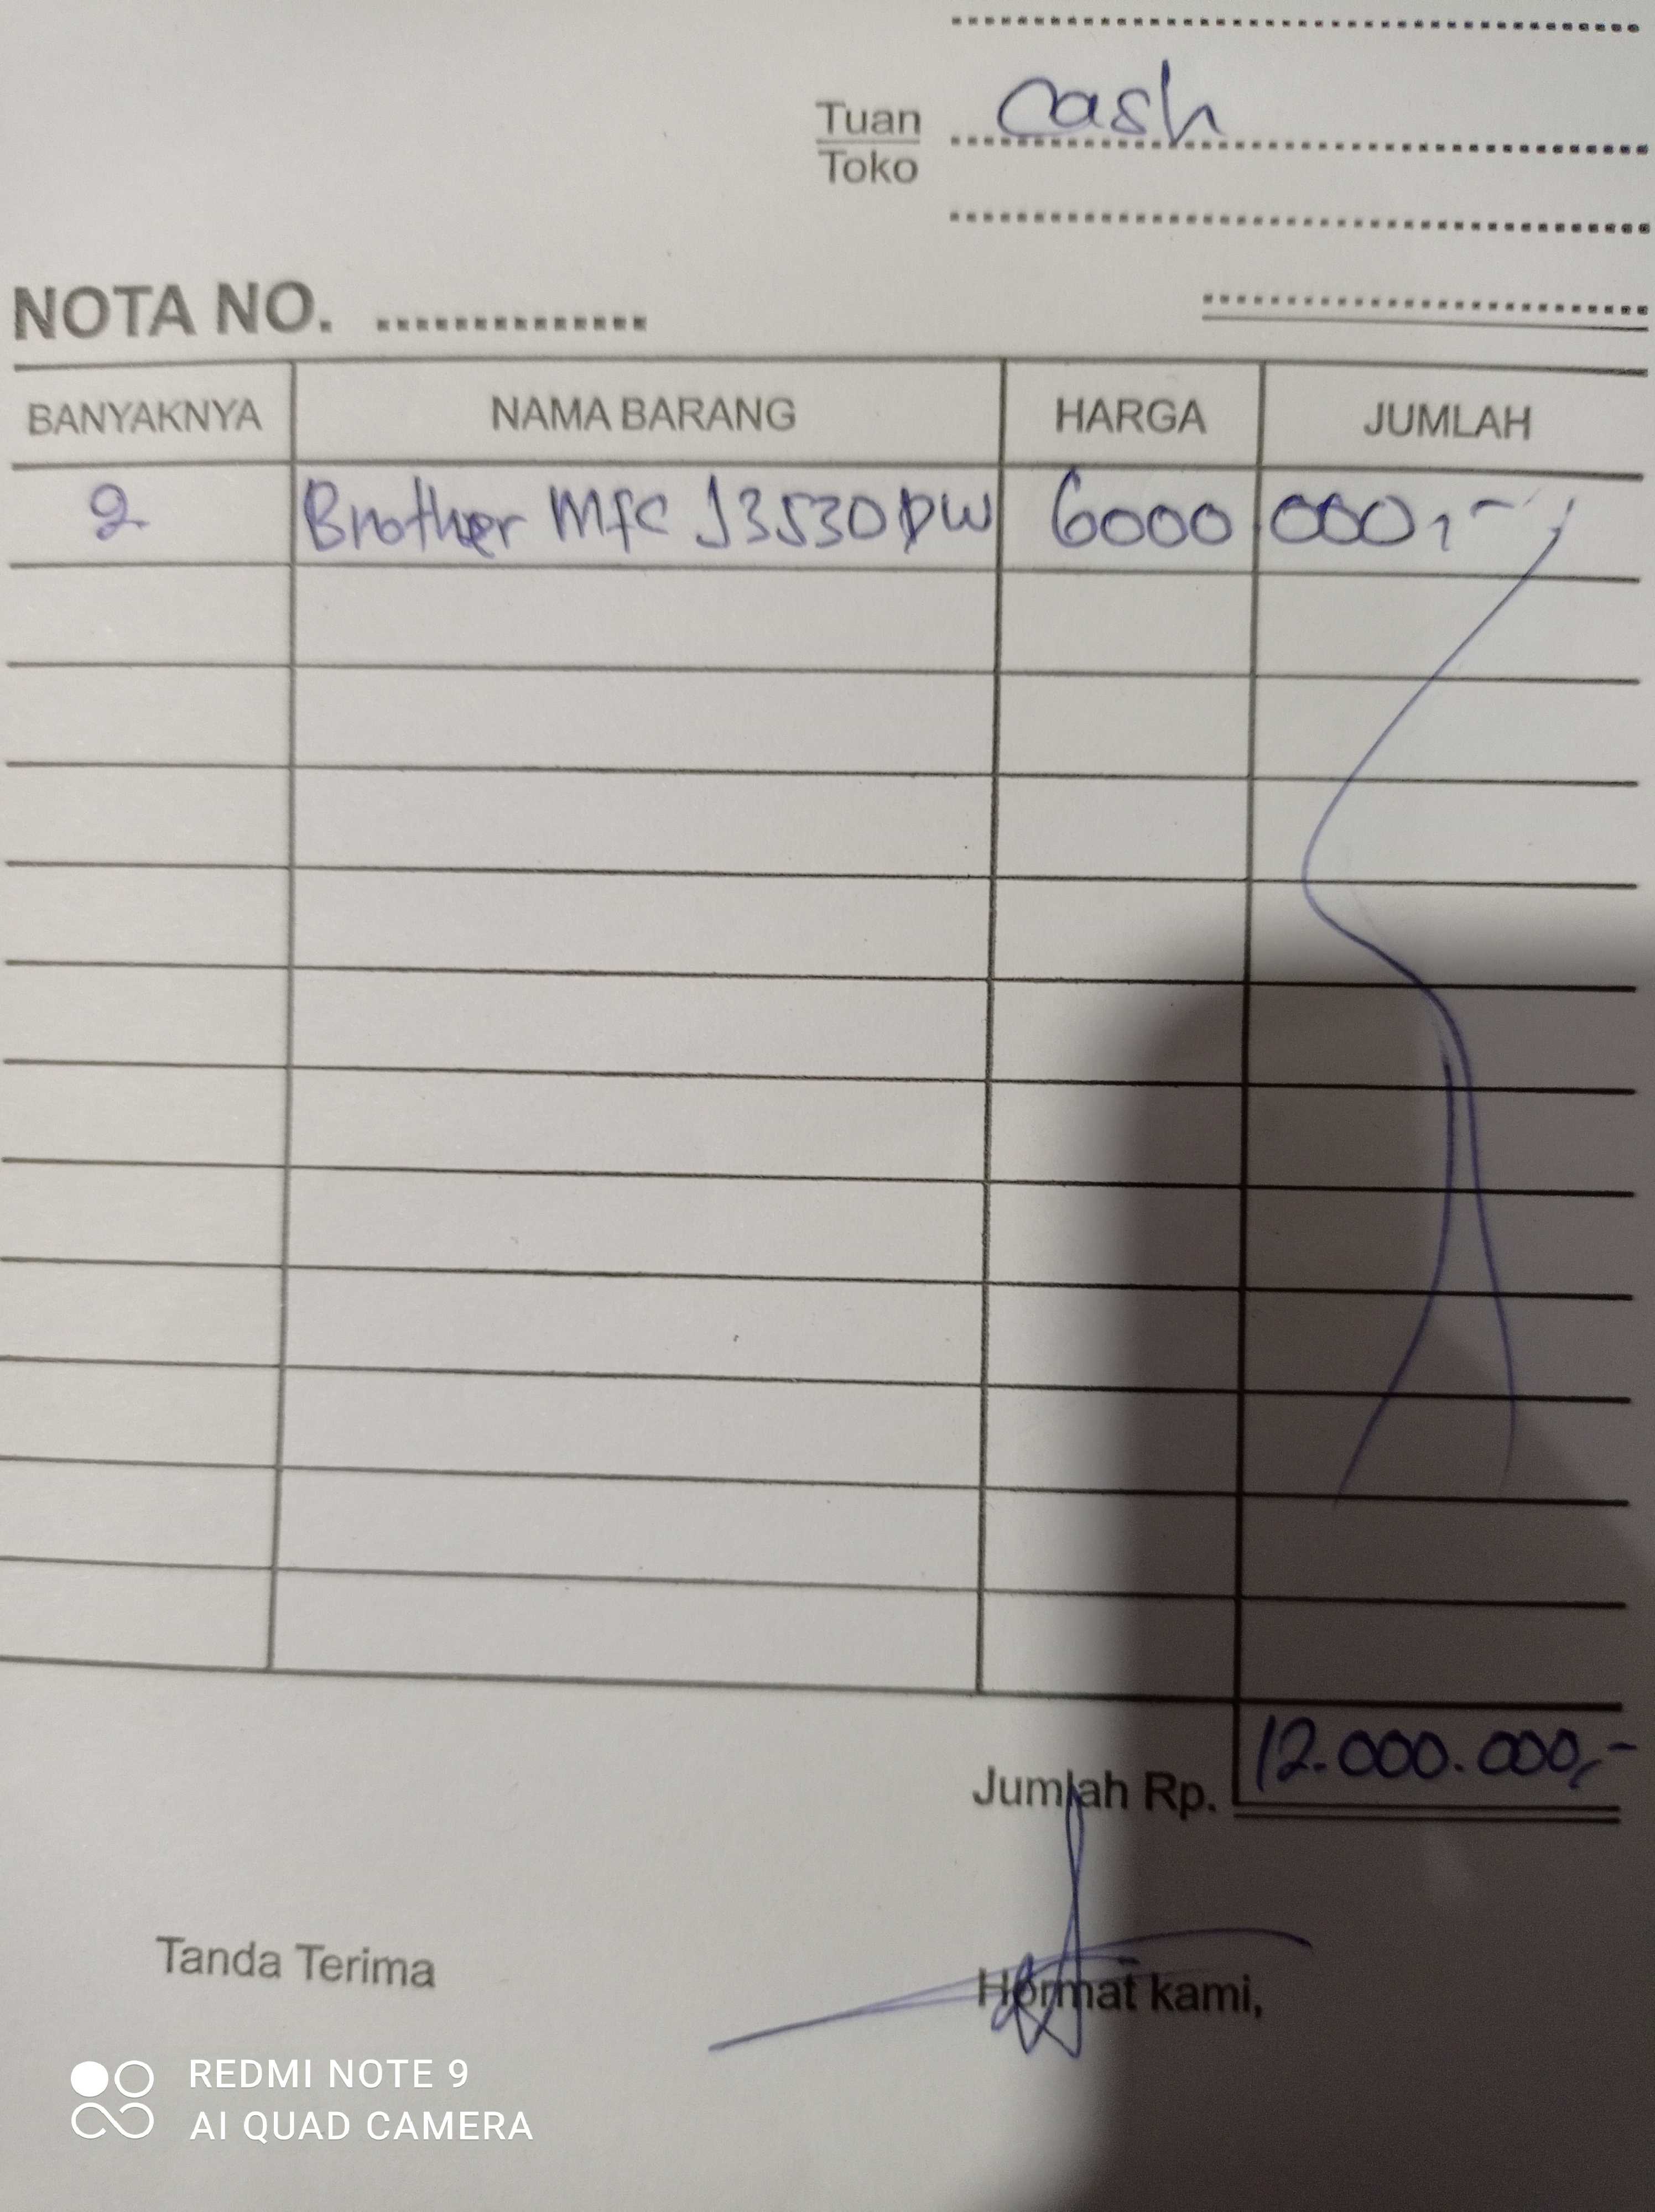 Cash
Tuan
Toko
NOTA NO. ..............
BANYAKNYA NAMA BARANG HARGA JUMLAH
2 Brother Mfc J3530DW 6000.000,-
Jumlah Rp. 12.000.000,-
Tanda Terima Hormat kami,
REDMI NOTE 9
AI QUAD CAMERA